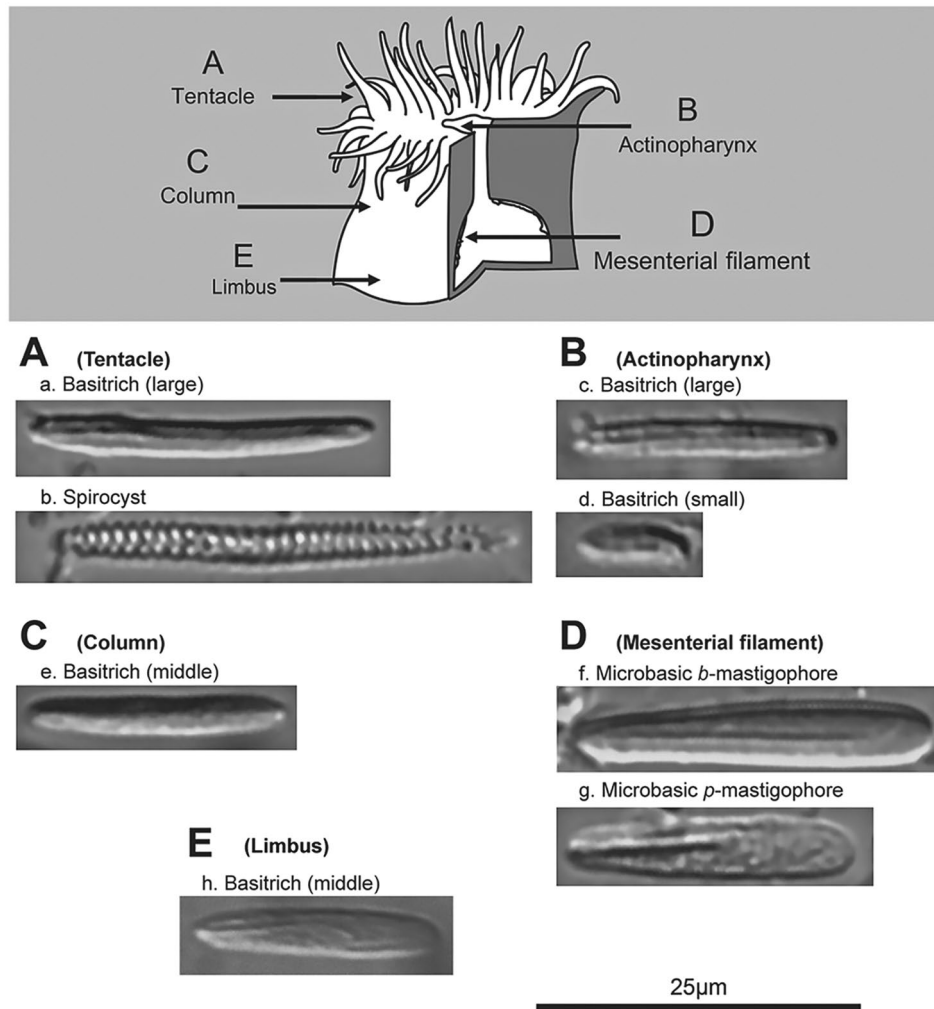 A
Tentacle
B
Actinopharynx
C
Column
D
Mesenterial filament
E
Limbus
A (Tentacle)
a. Basitrich (large)
b. Spirocyst
B (Actinopharynx)
c. Basitrich (large)
d. Basitrich (small)
C (Column)
e. Basitrich (middle)
D (Mesenterial filament)
f. Microbasic b-mastigophore
g. Microbasic p-mastigophore
E (Limbus)
h. Basitrich (middle)
25μm